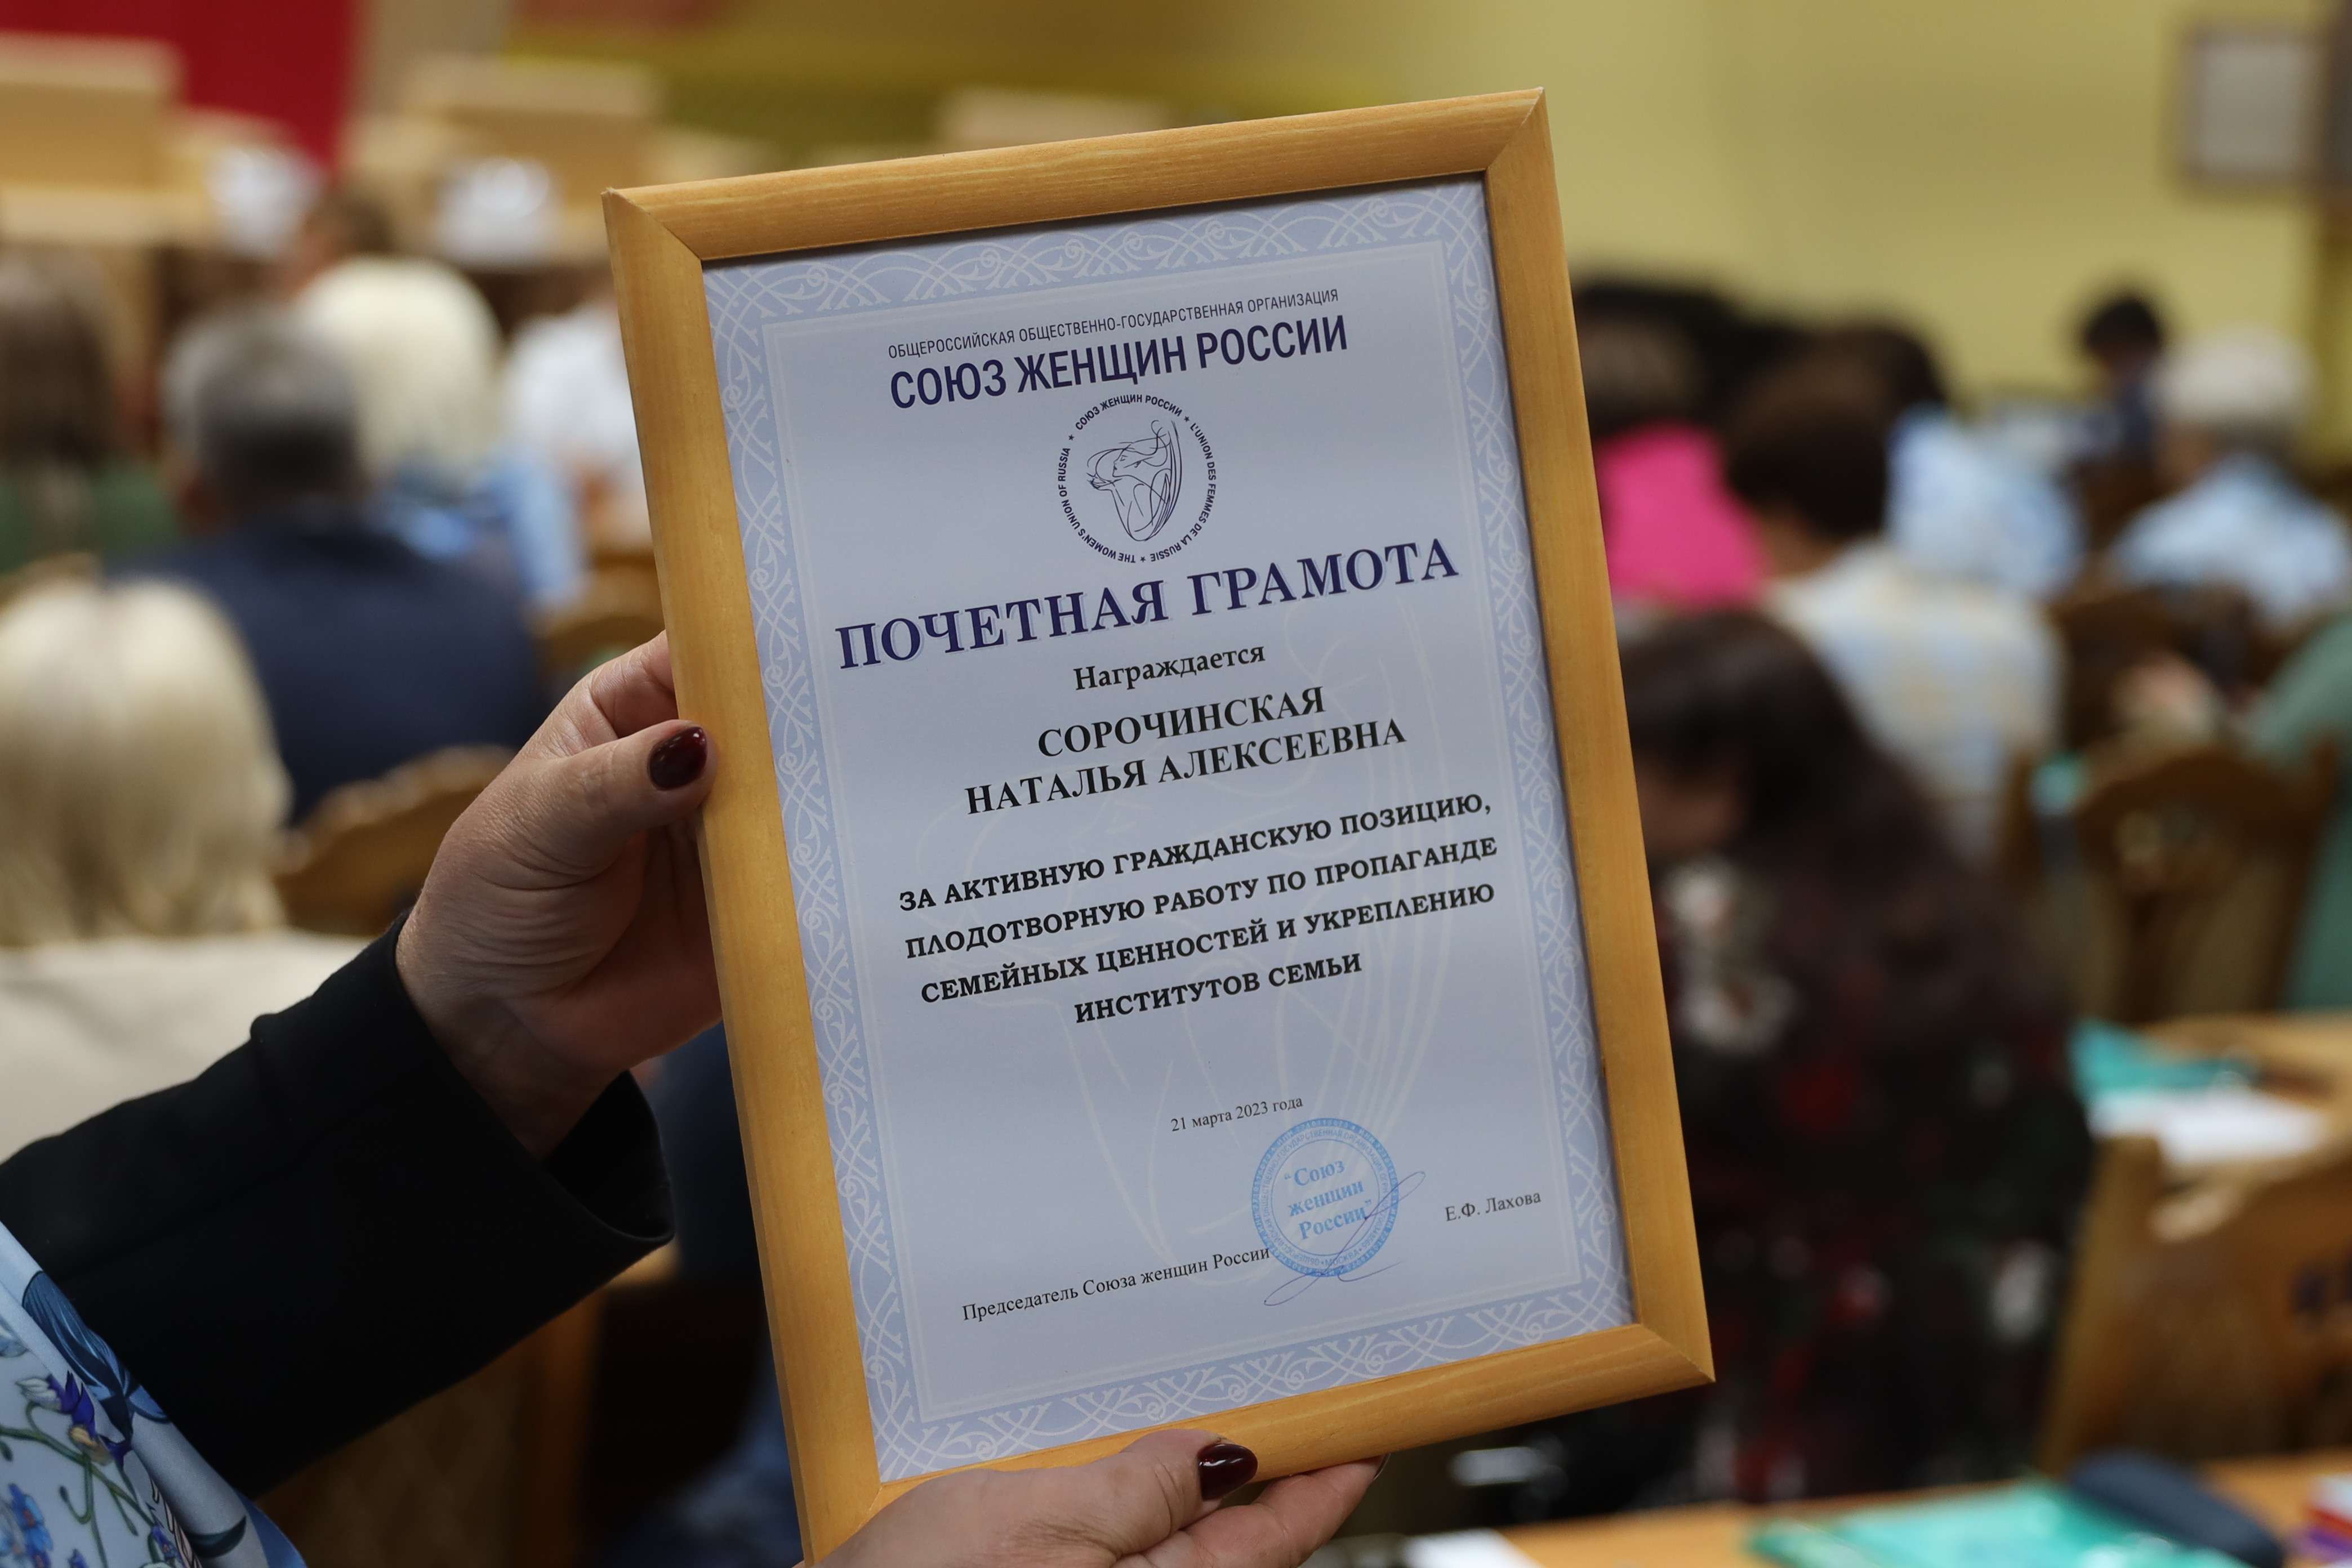 ОБЩЕРОССИЙСКАЯ ОБЩЕСТВЕННО-ГОСУДАРСТВЕННАЯ ОРГАНИЗАЦИЯ
СОЮЗ ЖЕНЩИН РОССИИ
★ СОЮЗ ЖЕНЩИН РОССИИ ★ L'UNION DES FEMMES DE LA RUSSIE ★ THE WOMEN'S UNION OF RUSSIA
ПОЧЕТНАЯ ГРАМОТА
Награждается
СОРОЧИНСКАЯ
НАТАЛЬЯ АЛЕКСЕЕВНА
ЗА АКТИВНУЮ ГРАЖДАНСКУЮ ПОЗИЦИЮ,
ПЛОДОТВОРНУЮ РАБОТУ ПО ПРОПАГАНДЕ
СЕМЕЙНЫХ ЦЕННОСТЕЙ И УКРЕПЛЕНИЮ
ИНСТИТУТОВ СЕМЬИ
21 марта 2023 года
"Союз
женщин
России"
Председатель Союза женщин России
Е.Ф. Лахова